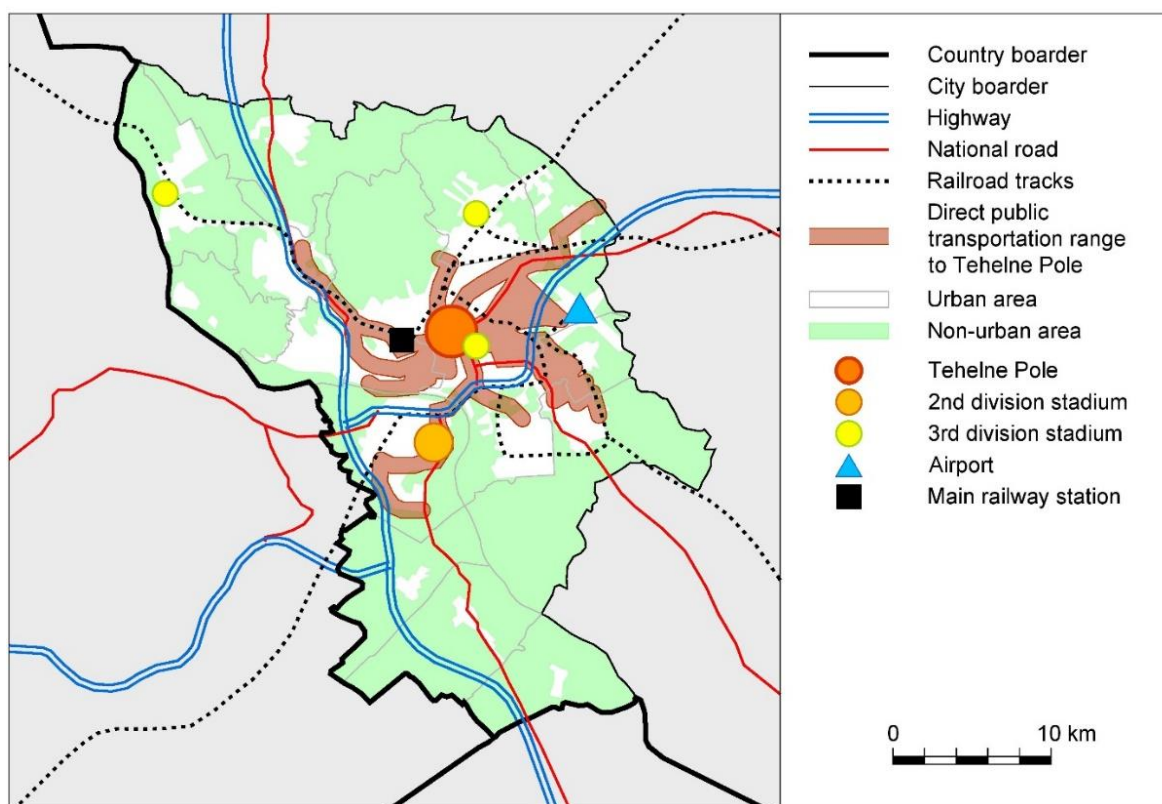 Country boarder
City boarder
Highway
National road
Railroad tracks
Direct public
transportation range
to Tehelne Pole
Urban area
Non-urban area
Tehelne Pole
2nd division stadium
3rd division stadium
Airport
Main railway station
0 10 km